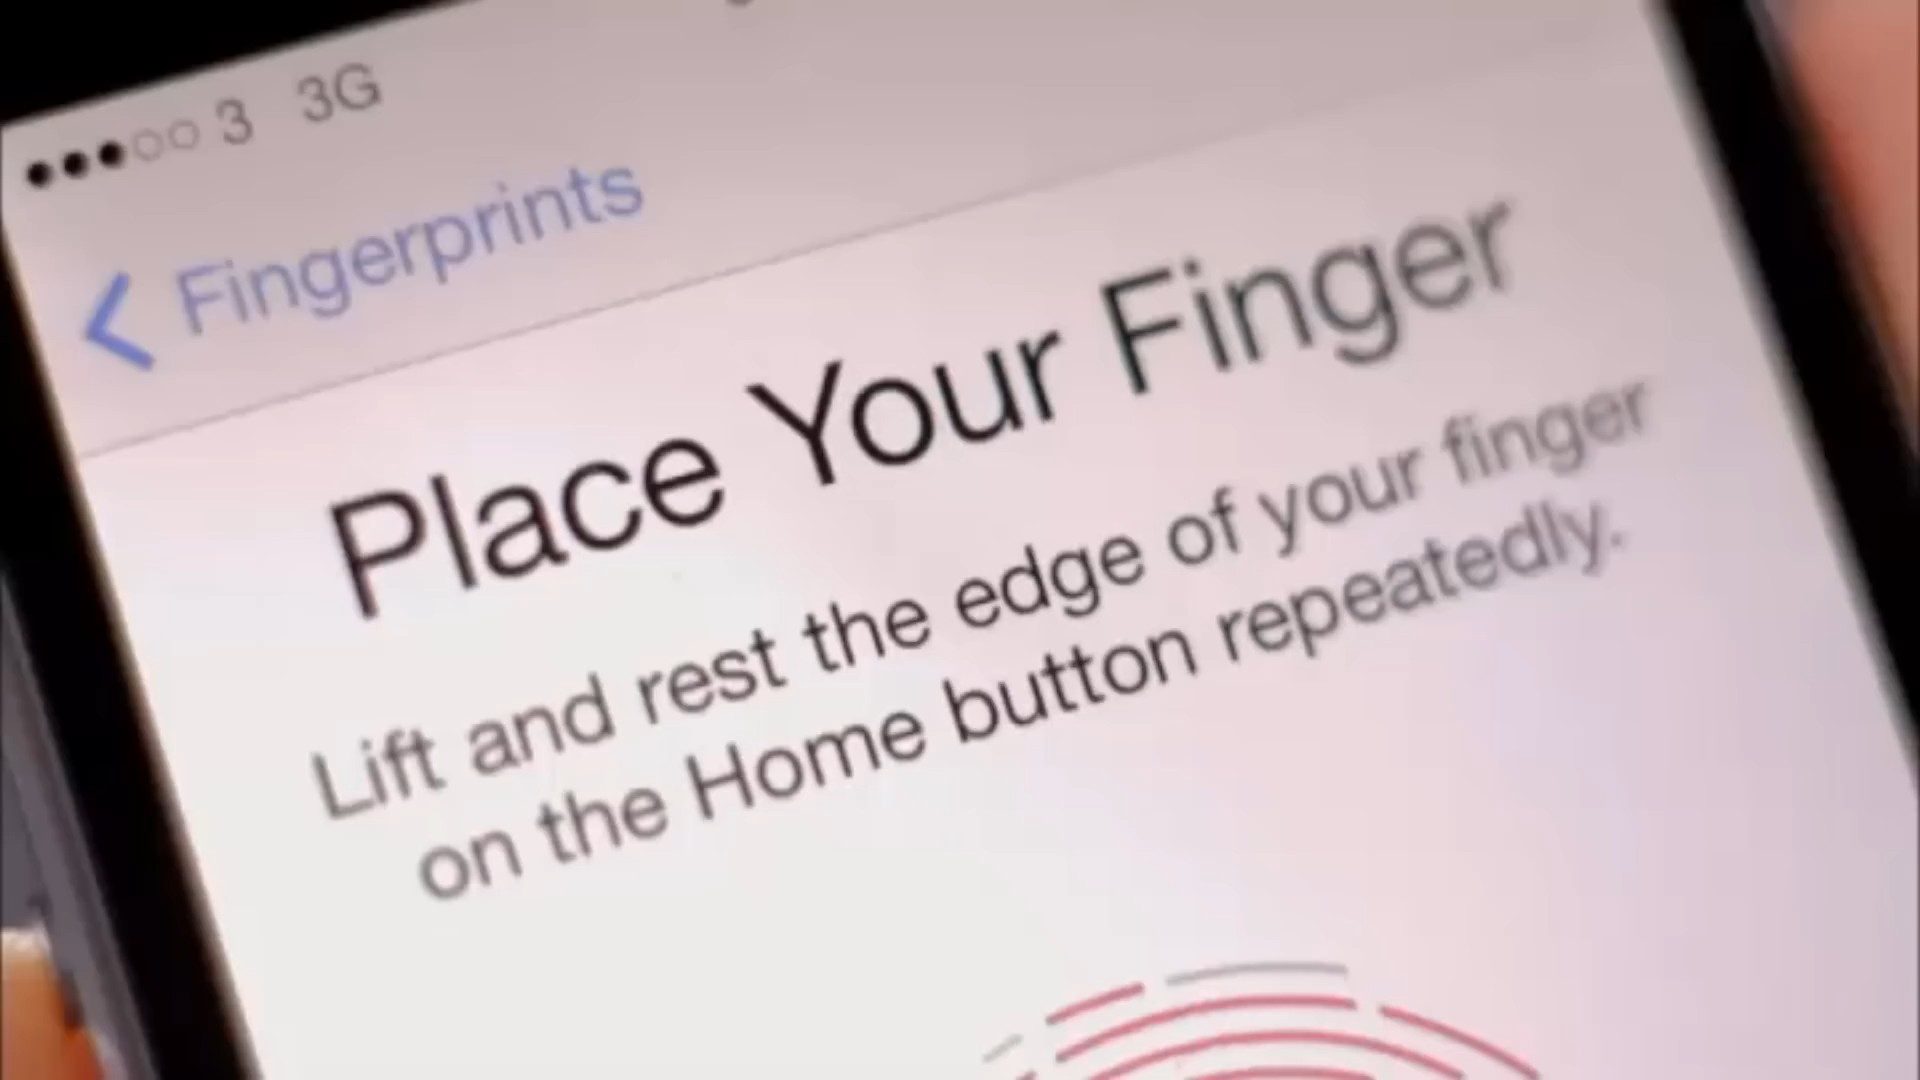 3 3G
Fingerprints
Place Your Finger
Lift and rest the edge of your finger
on the Home button repeatedly.